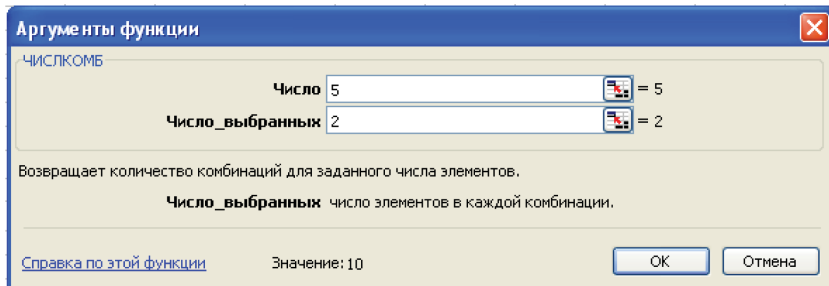 Аргументы функции
ЧИСЛКОМБ
Число 5 = 5
Число_выбранных 2 = 2
Возвращает количество комбинаций для заданного числа элементов.
Число_выбранных число элементов в каждой комбинации.
Справка по этой функции Значение:10 ОК Отмена